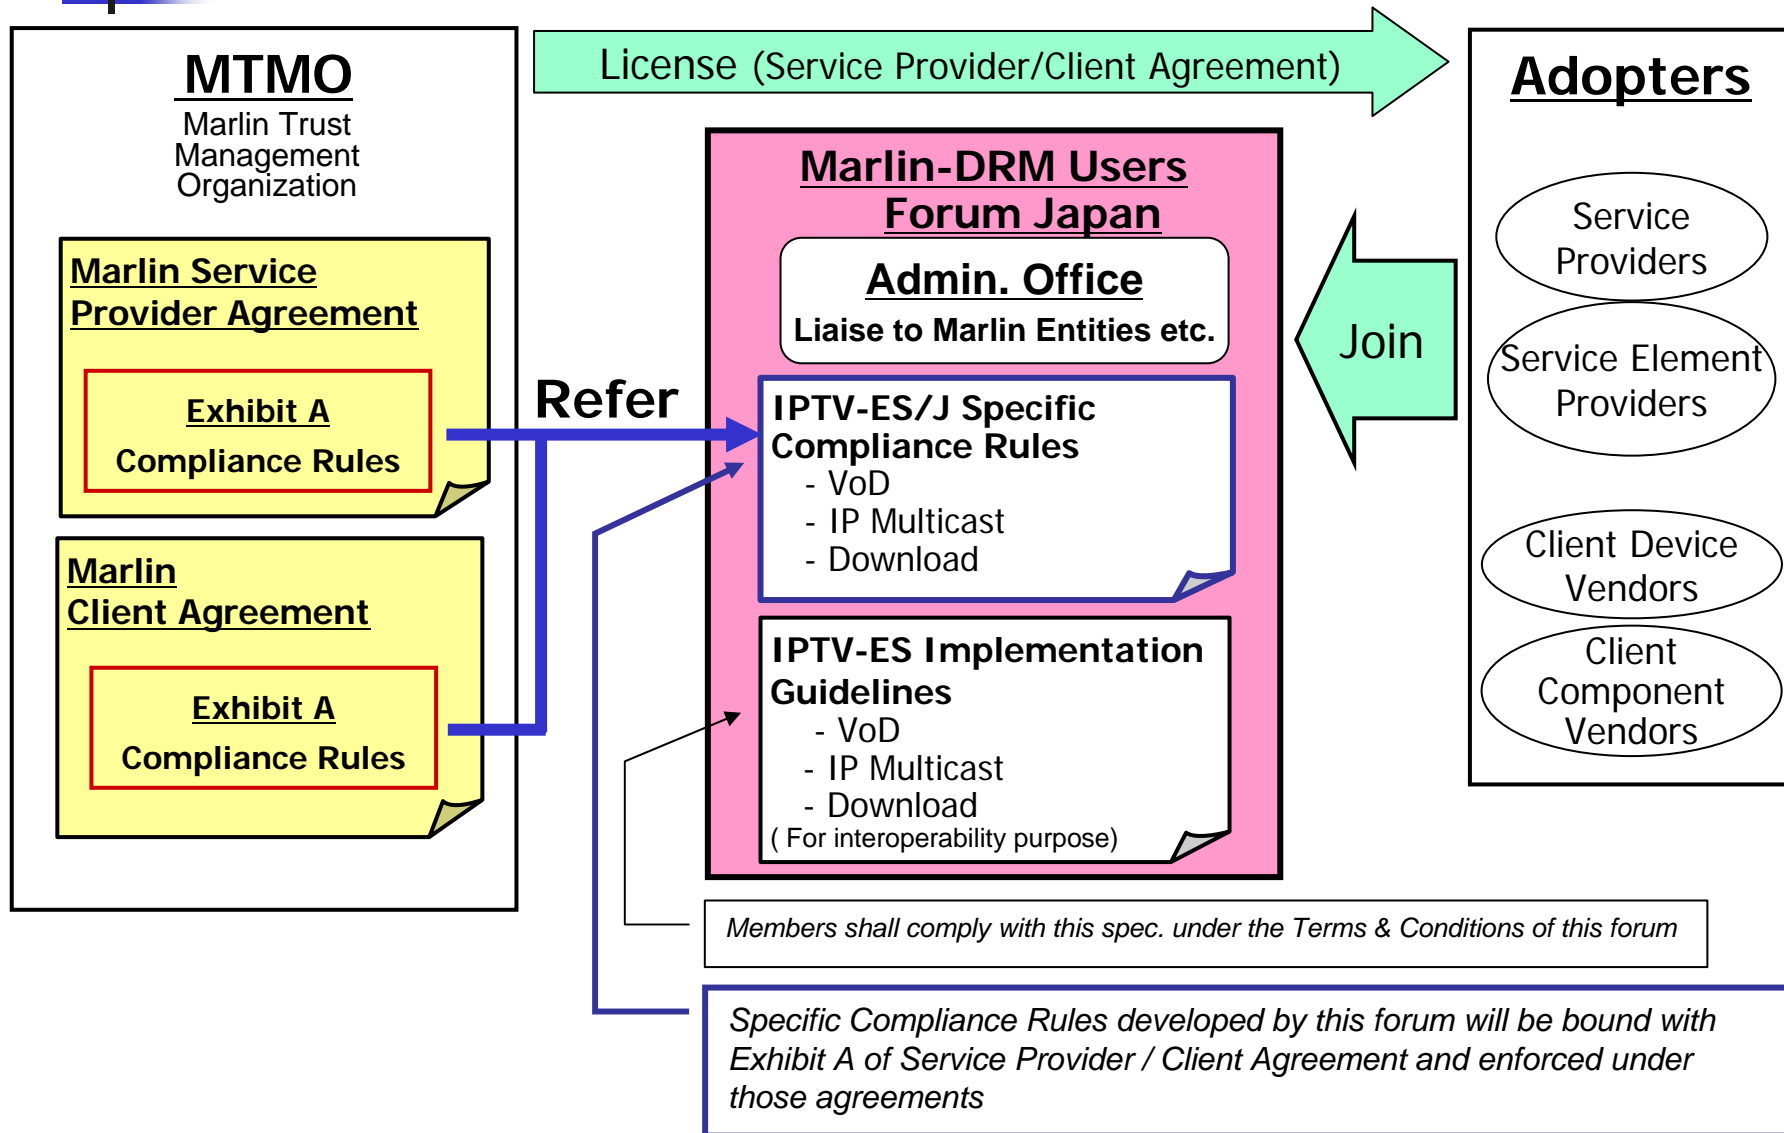 MTMO
Marlin Trust
Management
Organization
Marlin Service
Provider Agreement
Exhibit A
Compliance Rules
Marlin
Client Agreement
Exhibit A
Compliance Rules
License (Service Provider/Client Agreement)
Refer
Marlin-DRM Users
Forum Japan
Admin. Office
Liaise to Marlin Entities etc.
IPTV-ES/J Specific
Compliance Rules
- VoD
- IP Multicast
- Download
IPTV-ES Implementation
Guidelines
- VoD
- IP Multicast
- Download
( For interoperability purpose)
Join
Adopters
Service
Providers
Service Element
Providers
Client Device
Vendors
Client
Component
Vendors
Members shall comply with this spec. under the Terms & Conditions of this forum
Specific Compliance Rules developed by this forum will be bound with
Exhibit A of Service Provider / Client Agreement and enforced under
those agreements